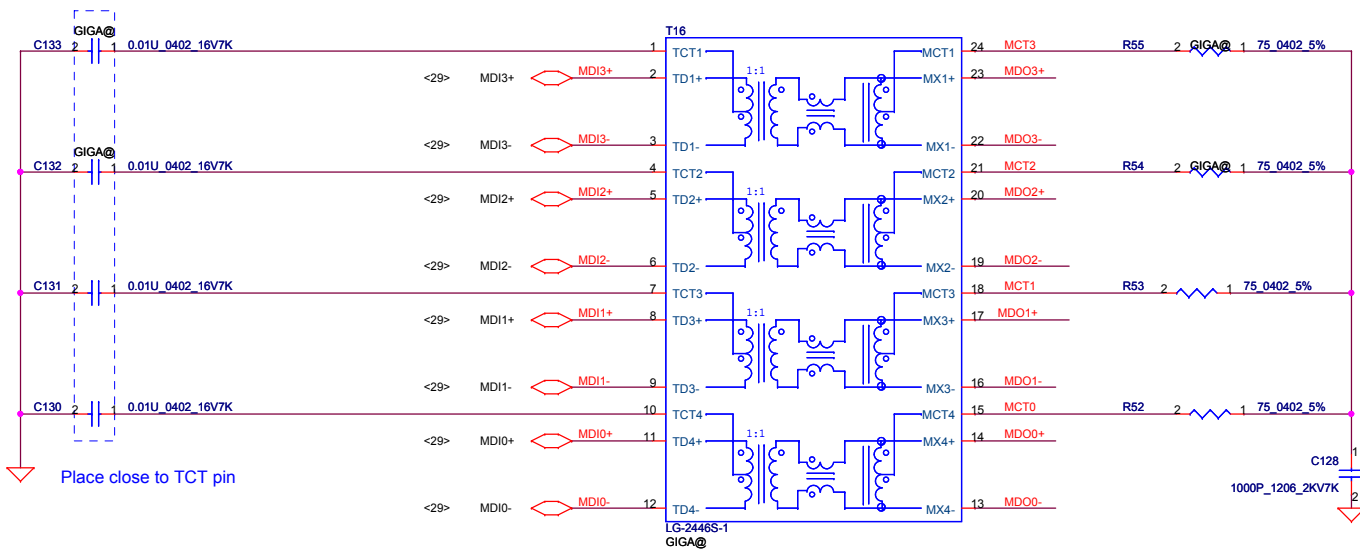 GIGA@
T16
C133 2 1 0.01U_0402_16V7K 1 TCT1 MCT1 24 MCT3 R55 2 GIGA@ 1 75_0402_5%
1:1
<29> MDI3+ MDI3+ 2 TD1+ MX1+ 23 MDO3+
<29> MDI3- MDI3- 3 TD1- MX1- 22 MDO3-
GIGA@
C132 2 1 0.01U_0402_16V7K 4 TCT2 MCT2 21 MCT2 R54 2 GIGA@ 1 75_0402_5%
1:1
<29> MDI2+ MDI2+ 5 TD2+ MX2+ 20 MDO2+
<29> MDI2- MDI2- 6 TD2- MX2- 19 MDO2-
C131 2 1 0.01U_0402_16V7K 7 TCT3 MCT3 18 MCT1 R53 2 1 75_0402_5%
1:1
<29> MDI1+ MDI1+ 8 TD3+ MX3+ 17 MDO1+
<29> MDI1- MDI1- 9 TD3- MX3- 16 MDO1-
C130 2 1 0.01U_0402_16V7K 10 TCT4 MCT4 15 MCT0 R52 2 1 75_0402_5%
1:1
<29> MDI0+ MDI0+ 11 TD4+ MX4+ 14 MDO0+
1
C128
Place close to TCT pin
1000P_1206_2KV7K
2
<29> MDI0- MDI0- 12 TD4- MX4- 13 MDO0-
LG-2446S-1
GIGA@